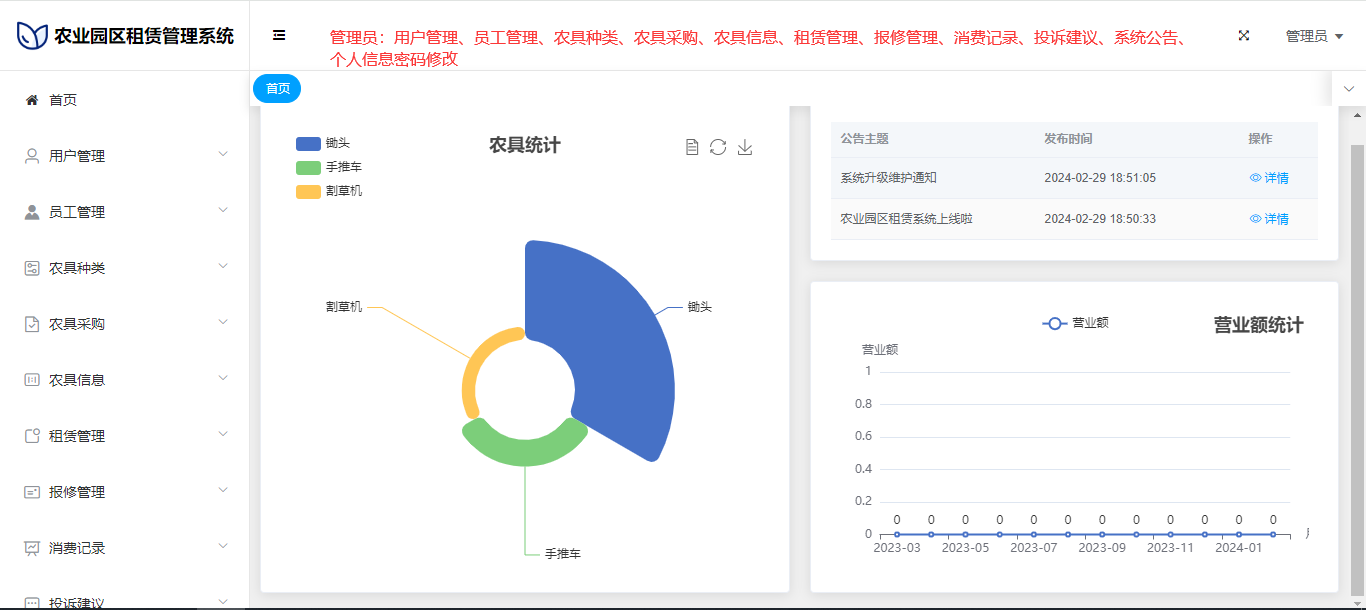 农业园区租赁管理系统
管理员：用户管理、员工管理、农具种类、农具采购、农具信息、租赁管理、报修管理、消费记录、投诉建议、系统公告、
个人信息密码修改
管理员
首页
用户管理
员工管理
农具种类
农具采购
农具信息
租赁管理
报修管理
消费记录
投诉建议
首页
农具统计
锄头
手推车
割草机
割草机
锄头
手推车
公告主题 发布时间 操作
系统升级维护通知 2024-02-29 18:51:05 详情
农业园区租赁系统上线啦 2024-02-29 18:50:33 详情
营业额
营业额统计
营业额
1
0.8
0.6
0.4
0.2
0
0 0 0 0 0 0 0 0 0 0 0 0
2023-03 2023-05 2023-07 2023-09 2023-11 2024-01